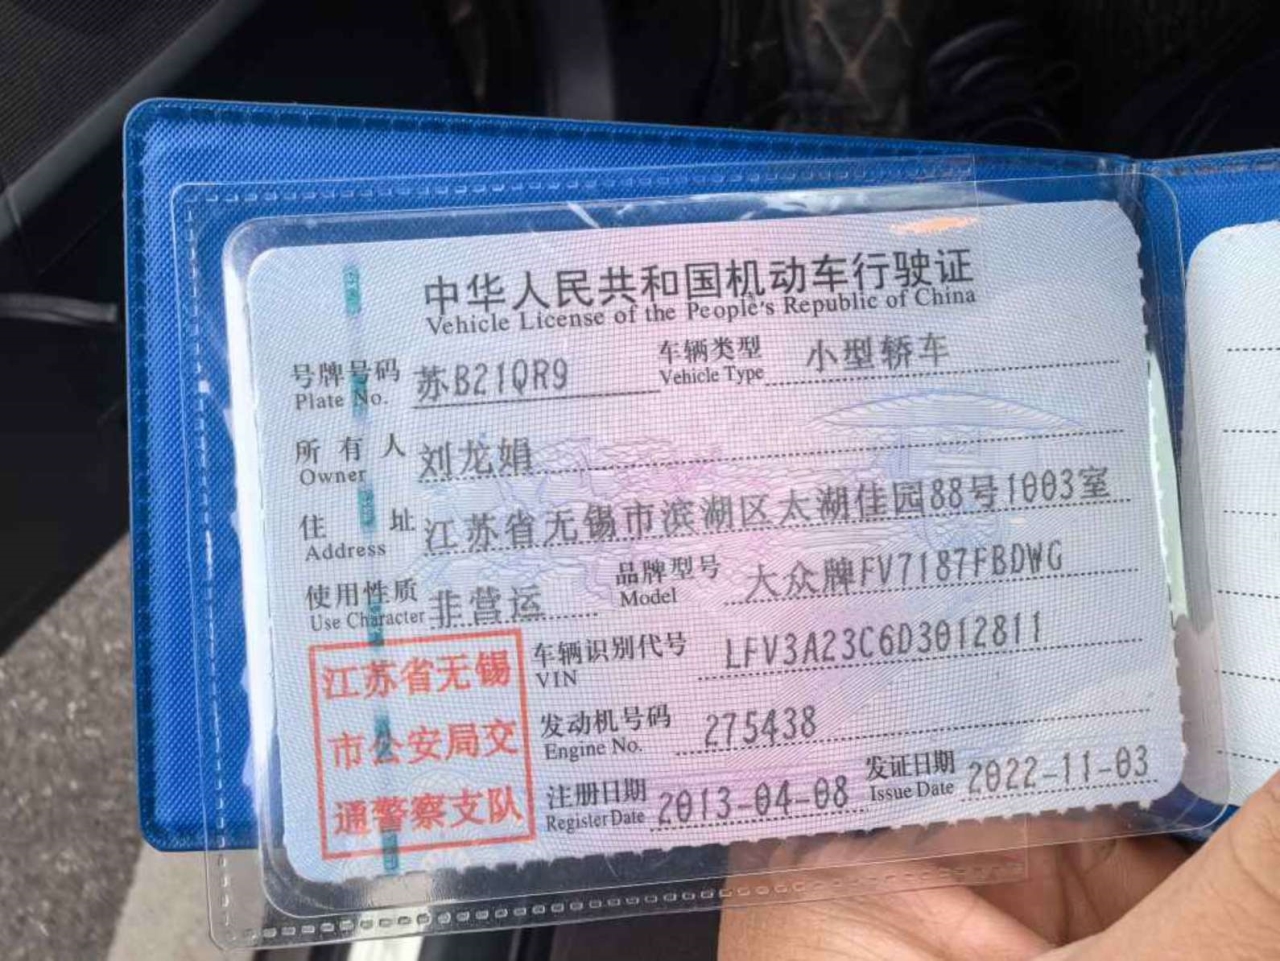 中华人民共和国机动车行驶证
Vehicle License of the People's Republic of China
号牌号码 苏B21QR9 车辆类型 小型轿车
Plate No. Vehicle Type
所有人 刘龙娟
Owner
住址 江苏省无锡市滨湖区太湖佳园88号1003室
Address
使用性质 非营运 品牌型号 大众牌FV7187FBDWG
Use Character Model
江苏省无锡
市公安局交
通警察支队
车辆识别代号 LFV3A23C6D3012811
VIN
发动机号码 275438
Engine No.
注册日期 2013-04-08 发证日期 2022-11-03
Register Date Issue Date